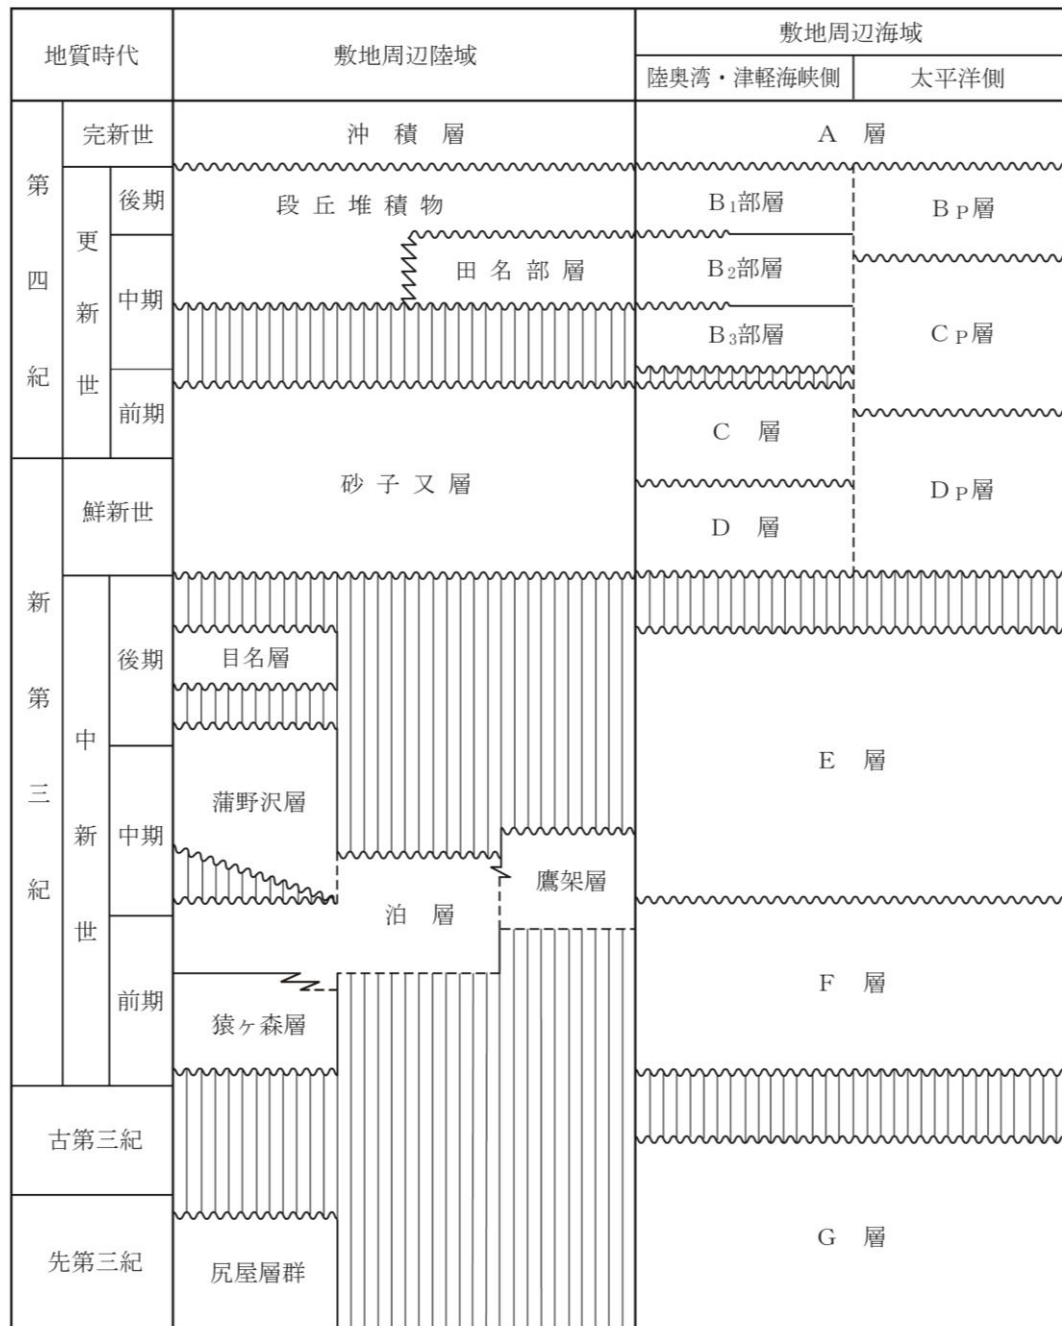 地質時代
敷地周辺陸域
敷地周辺海域
陸奥湾・津軽海峡側
太平洋側
第四紀
完新世
沖積層
A層
更新世
後期
段丘堆積物
B₁部層
BP層
中期
田名部層
B₂部層
B₃部層
CP層
前期
C層
砂子又層
DP層
新第三紀
鮮新世
D層
中新世
後期
目名層
E層
中期
蒲野沢層
鷹架層
泊層
前期
F層
猿ヶ森層
古第三紀
先第三紀
尻屋層群
G層